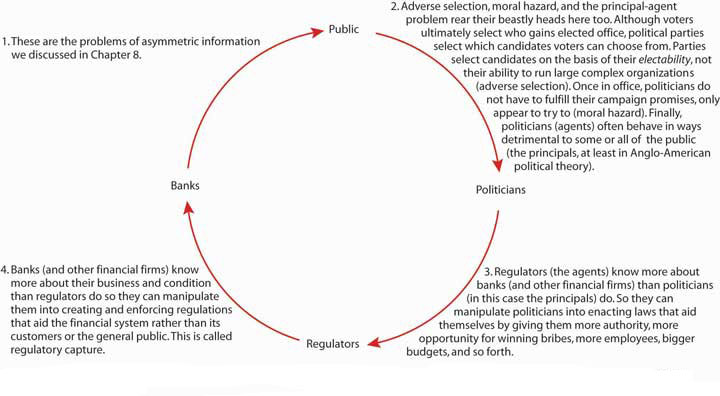 Public
1. These are the problems of asymmetric information
we discussed in Chapter 8.
2. Adverse selection, moral hazard, and the principal-agent
problem rear their beastly heads here too. Although voters
ultimately select who gains elected office, political parties
select which candidates voters can choose from. Parties
select candidates on the basis of their electability, not
their ability to run large complex organizations
(adverse selection). Once in office, politicians do
not have to fulfill their campaign promises, only
appear to try to (moral hazard). Finally,
politicians (agents) often behave in ways
detrimental to some or all of the public
(the principals, at least in Anglo-American
political theory).
Banks
Politicians
3. Regulators (the agents) know more about
banks (and other financial firms) than politicians
(in this case the principals) do. So they can
manipulate politicians into enacting laws that aid
themselves by giving them more authority, more
opportunity for winning bribes, more employees, bigger
budgets, and so forth.
4. Banks (and other financial firms) know
more about their business and condition
than regulators do so they can manipulate
them into creating and enforcing regulations
that aid the financial system rather than its
customers or the general public. This is called
regulatory capture.
Regulators